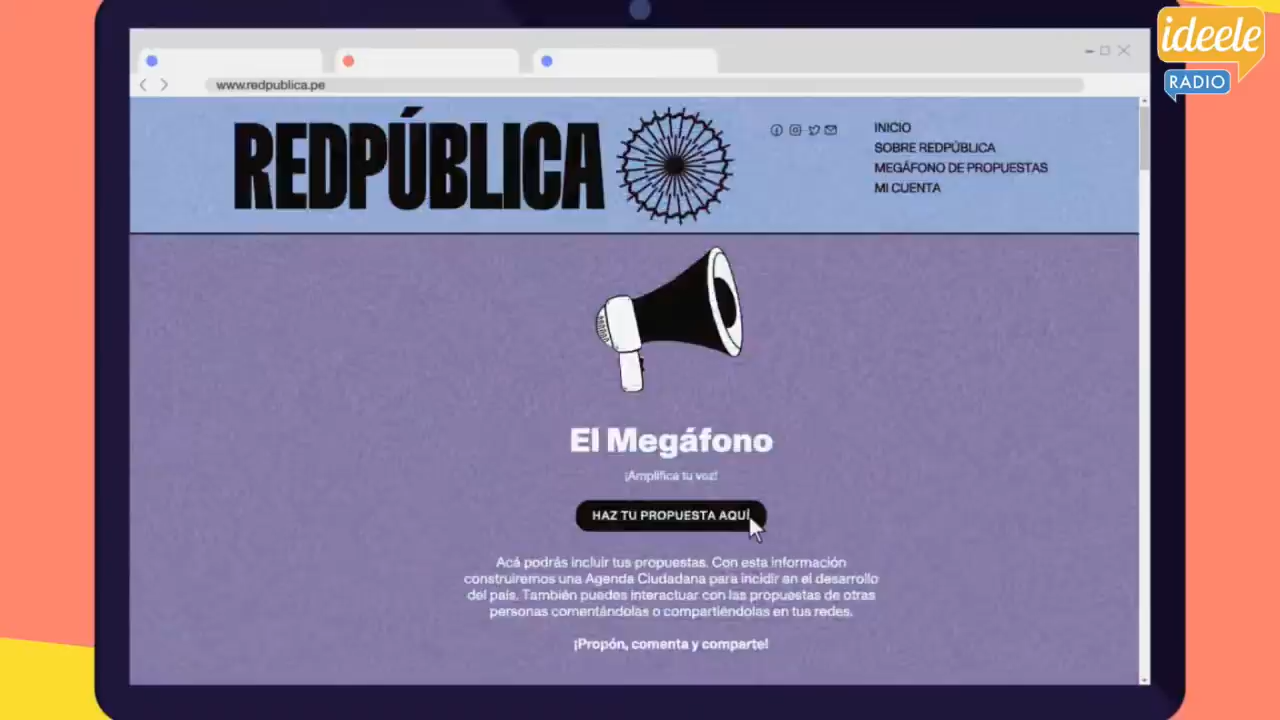 ideele
RADIO
www.redpublica.pe
REDPÚBLICA
INICIO
SOBRE REDPÚBLICA
MEGÁFONO DE PROPUESTAS
MI CUENTA
El Megáfono
¡Amplifica tu voz!
HAZ TU PROPUESTA AQUÍ
Acá podrás incluir tus propuestas. Con esta información
construiremos una Agenda Ciudadana para incidir en el desarrollo
del país. También puedes interactuar con las propuestas de otras
personas comentándolas o compartiéndolas en tus redes.
¡Propón, comenta y comparte!